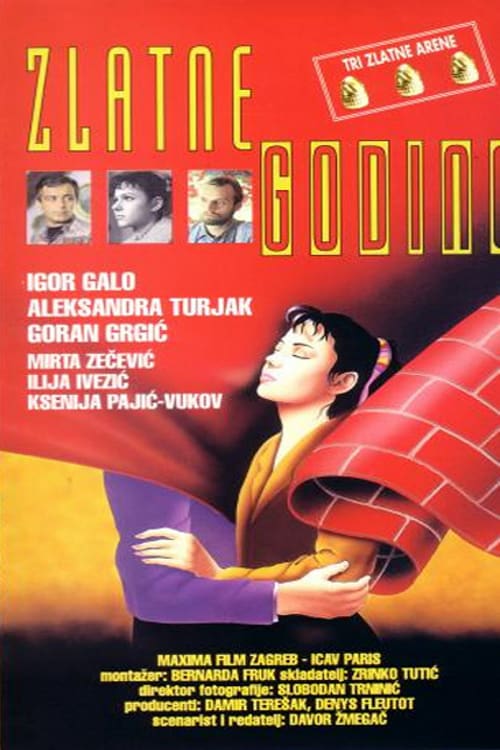 TRI ZLATNE ARENE
ZLATNE
GODIN
IGOR GALO
ALEKSANDRA TURJAK
GORAN GRGIĆ
MIRTA ZEČEVIĆ
ILIJA IVEZIĆ
KSENIJA PAJIĆ-VUKOV
MAXIMA FILM ZAGREB - ICAV PARIS
montažer: BERNARDA FRUK skladatelj: ZRINKO TUTIĆ
direktor fotografije: SLOBODAN TRNINIĆ
producenti: DAMIR TEREŠAK, DENYS FLEUTOT
scenarist i redatelj: DAVOR ŽMEGAČ